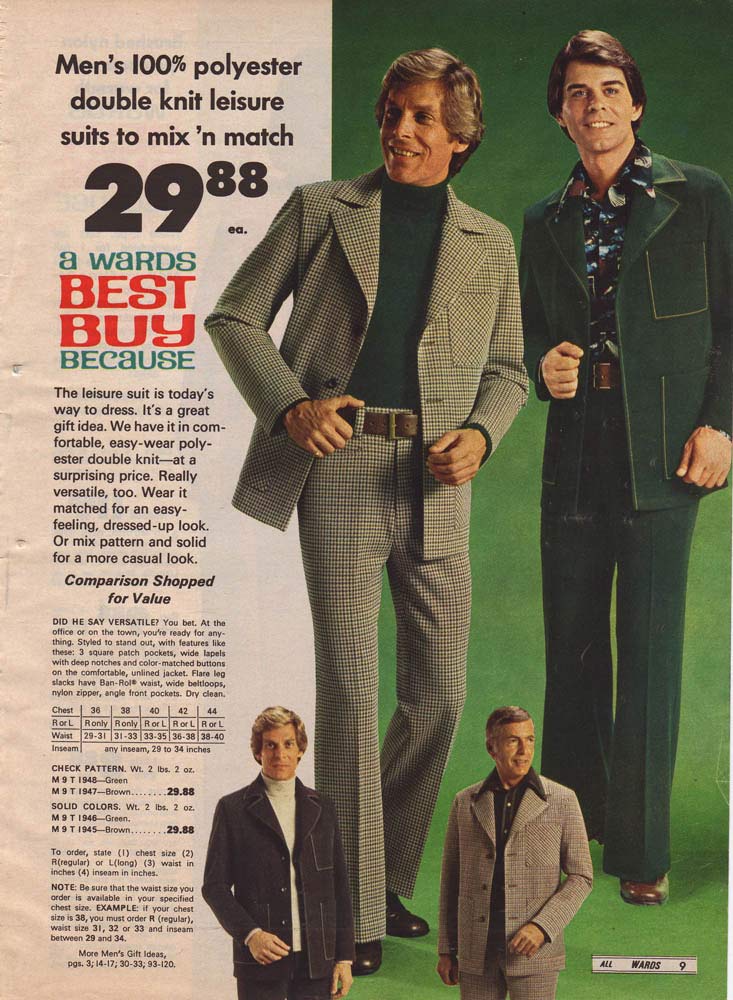 Men's 100% polyester
double knit leisure
suits to mix 'n match
29 88
ea.
a WaRDS
BEST
BUY
BECaUSE
The leisure suit is today's
way to dress. It's a great
gift idea. We have it in com-
fortable, easy-wear poly-
ester double knit—at a
surprising price. Really
versatile, too. Wear it
matched for an easy-
feeling, dressed-up look.
Or mix pattern and solid
for a more casual look.
Comparison Shopped
for Value
DID HE SAY VERSATILE? You bet. At the
office or on the town, you're ready for any-
thing. Styled to stand out, with features like
these: 3 square patch pockets, wide lapels
with deep notches and color-matched buttons
on the comfortable, unlined jacket. Flare leg
slacks have Ban-Rol® waist, wide beltloops,
nylon zipper, angle front pockets. Dry clean.
Chest 36 38 40 42 44
R or L R only R only R or L R or L R or L
Waist 29-31 31-33 33-35 36-38 38-40
Inseam any inseam, 29 to 34 inches
CHECK PATTERN. Wt. 2 lbs. 2 oz.
M 9 T 1948—Green
M 9 T 1947—Brown........29.88
SOLID COLORS. Wt. 2 lbs. 2 oz.
M 9 T 1946—Green.
M 9 T 1945—Brown........29.88
To order, state (1) chest size (2)
R(regular) or L(long) (3) waist in
inches (4) inseam in inches.
NOTE: Be sure that the waist size you
order is available in your specified
chest size. EXAMPLE: if your chest
size is 38, you must order R (regular),
waist size 31, 32 or 33 and inseam
between 29 and 34.
More Men's Gift Ideas,
pgs. 3; 14-17; 30-33; 93-120.
ALL WARDS 9